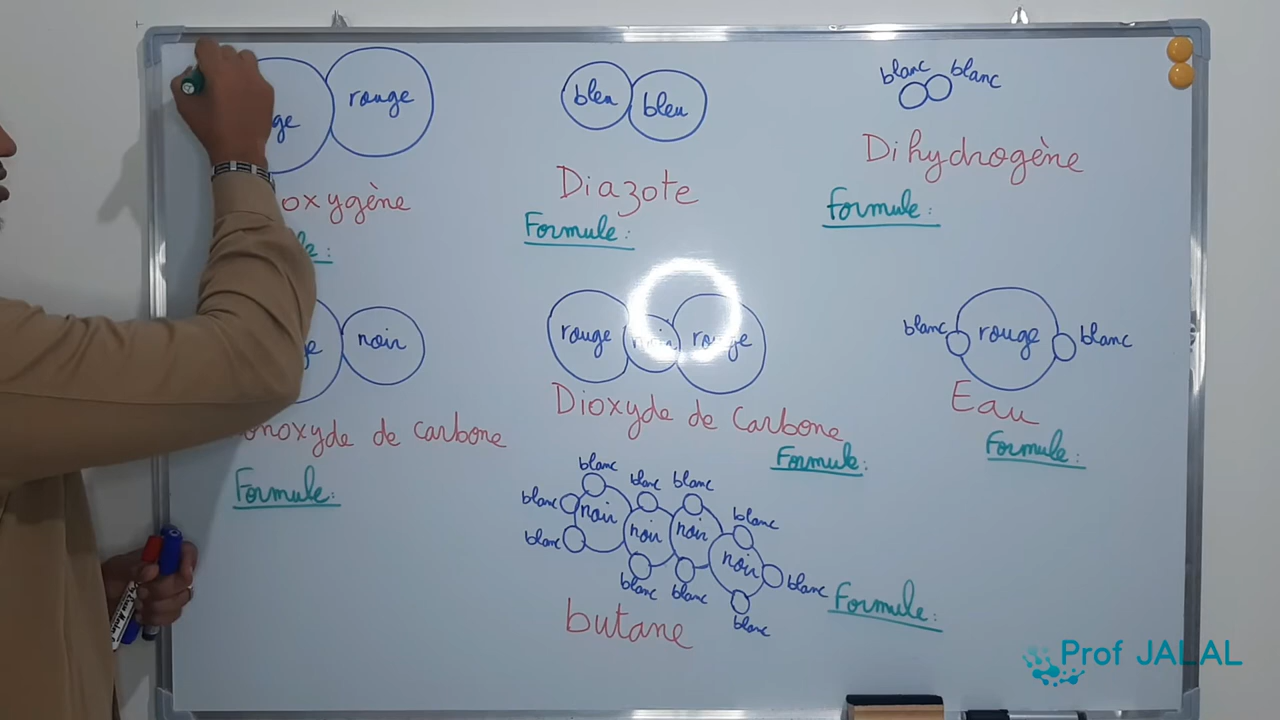 rouge
bleu bleu
blanc blanc
oxygène
Diazote
Dihydrogène
Formule:
Formule:
noir
rouge noir rouge
blanc rouge blanc
noxyde de carbone
Dioxyde de Carbone
Eau
Formule:
Formule:
Formule:
blanc
blanc blanc
blanc noir
blanc
noir noir
blanc
noir
blanc blanc
blanc
blanc
butane
Formule:
Prof JALAL